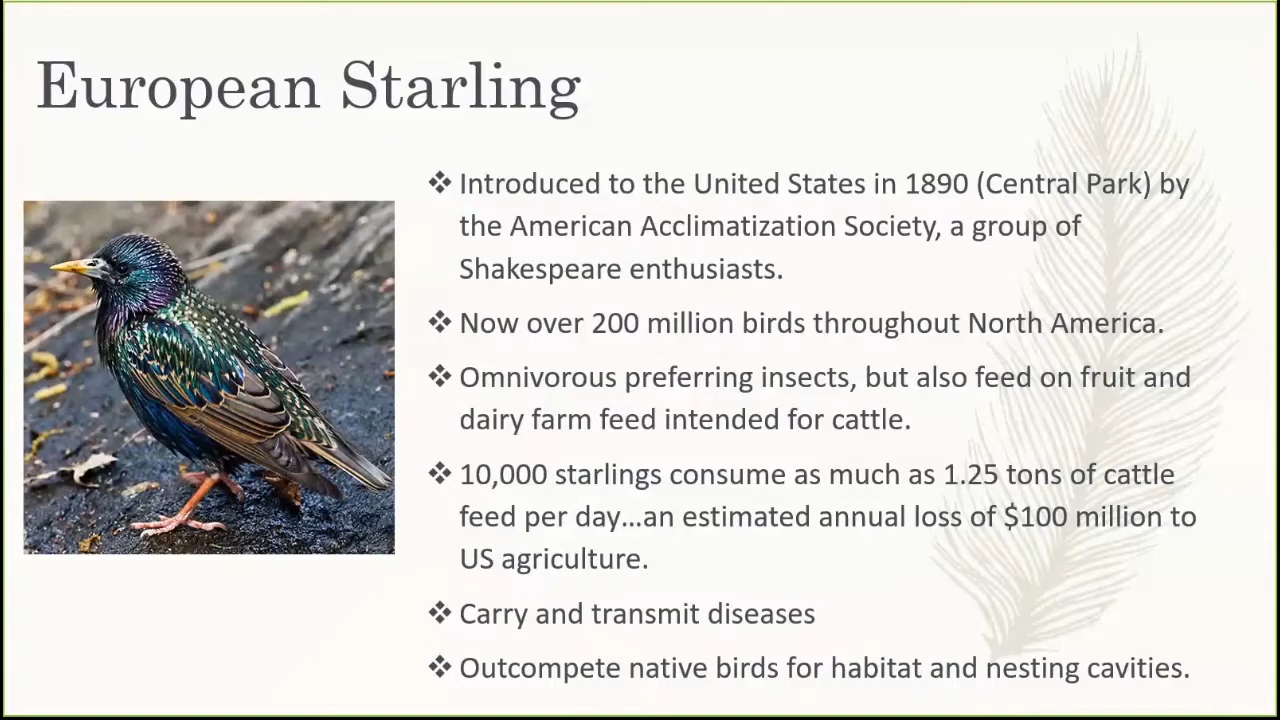 European Starling
❖ Introduced to the United States in 1890 (Central Park) by
the American Acclimatization Society, a group of
Shakespeare enthusiasts.
❖ Now over 200 million birds throughout North America.
❖ Omnivorous preferring insects, but also feed on fruit and
dairy farm feed intended for cattle.
❖ 10,000 starlings consume as much as 1.25 tons of cattle
feed per day…an estimated annual loss of $100 million to
US agriculture.
❖ Carry and transmit diseases
❖ Outcompete native birds for habitat and nesting cavities.